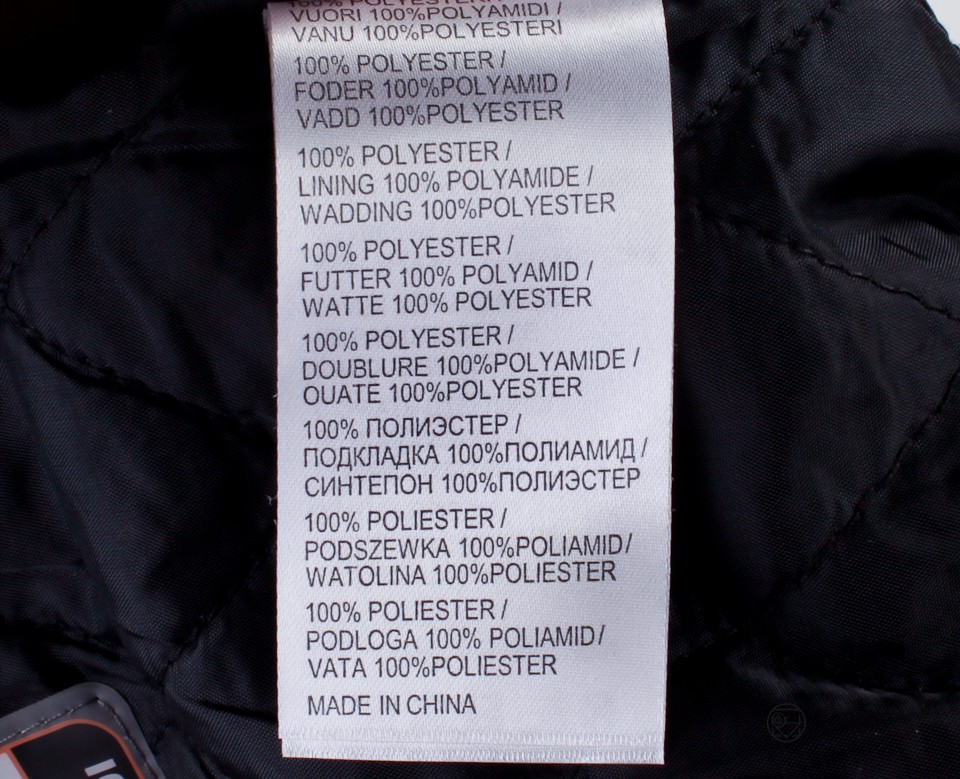 100% POLYESTERI /
VUORI 100%POLYAMIDI /
VANU 100%POLYESTERI
100% POLYESTER /
FODER 100%POLYAMID /
VADD 100%POLYESTER
100% POLYESTER /
LINING 100% POLYAMIDE /
WADDING 100%POLYESTER
100% POLYESTER /
FUTTER 100% POLYAMID /
WATTE 100% POLYESTER
100% POLYESTER /
DOUBLURE 100%POLYAMIDE /
OUATE 100%POLYESTER
100% ПОЛИЭСТЕР /
ПОДКЛАДКА 100%ПОЛИАМИД /
СИНТЕПОН 100%ПОЛИЭСТЕР
100% POLIESTER /
PODSZEWKA 100%POLIAMID/
WATOLINA 100%POLIESTER
100% POLIESTER /
PODLOGA 100% POLIAMID/
VATA 100%POLIESTER
MADE IN CHINA